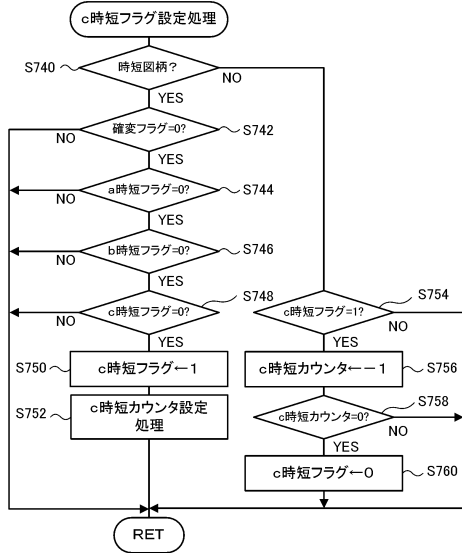 c時短フラグ設定処理
S740
時短図柄？
NO
YES
確変フラグ=0?
S742
NO
YES
a時短フラグ=0?
S744
NO
YES
b時短フラグ=0?
S746
NO
YES
c時短フラグ=0?
S748
NO
YES
S750
c時短フラグ←1
S752
c時短カウンタ設定
処理
c時短フラグ=1?
S754
NO
YES
c時短カウンタ←－1
S756
c時短カウンタ=0?
S758
NO
YES
c時短フラグ←0
S760
RET